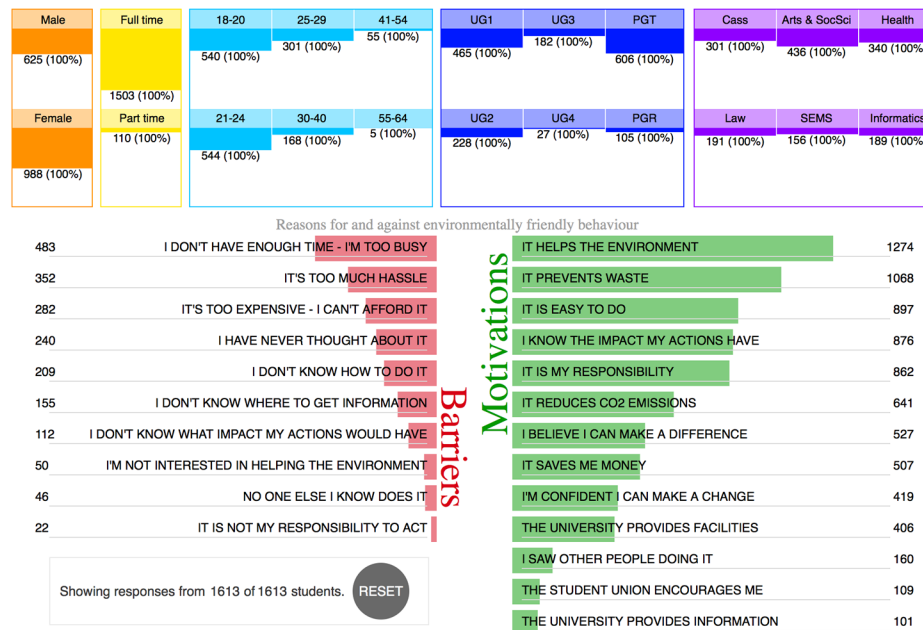 Male Full time 18-20 25-29 41-54 UG1 UG3 PGT Cass Arts & SocSci Health
625 (100%) 1503 (100%) 540 (100%) 301 (100%) 55 (100%) 465 (100%) 182 (100%) 606 (100%) 301 (100%) 436 (100%) 340 (100%)
Female Part time 21-24 30-40 55-64 UG2 UG4 PGR Law SEMS Informatics
988 (100%) 110 (100%) 544 (100%) 168 (100%) 5 (100%) 228 (100%) 27 (100%) 105 (100%) 191 (100%) 156 (100%) 189 (100%)
Reasons for and against environmentally friendly behaviour
Barriers
483 I DON'T HAVE ENOUGH TIME - I'M TOO BUSY
352 IT'S TOO MUCH HASSLE
282 IT'S TOO EXPENSIVE - I CAN'T AFFORD IT
240 I HAVE NEVER THOUGHT ABOUT IT
209 I DON'T KNOW HOW TO DO IT
155 I DON'T KNOW WHERE TO GET INFORMATION
112 I DON'T KNOW WHAT IMPACT MY ACTIONS WOULD HAVE
50 I'M NOT INTERESTED IN HELPING THE ENVIRONMENT
46 NO ONE ELSE I KNOW DOES IT
22 IT IS NOT MY RESPONSIBILITY TO ACT
Motivations
IT HELPS THE ENVIRONMENT 1274
IT PREVENTS WASTE 1068
IT IS EASY TO DO 897
I KNOW THE IMPACT MY ACTIONS HAVE 876
IT IS MY RESPONSIBILITY 862
IT REDUCES CO2 EMISSIONS 641
I BELIEVE I CAN MAKE A DIFFERENCE 527
IT SAVES ME MONEY 507
I'M CONFIDENT I CAN MAKE A CHANGE 419
THE UNIVERSITY PROVIDES FACILITIES 406
I SAW OTHER PEOPLE DOING IT 160
THE STUDENT UNION ENCOURAGES ME 109
THE UNIVERSITY PROVIDES INFORMATION 101
Showing responses from 1613 of 1613 students. RESET